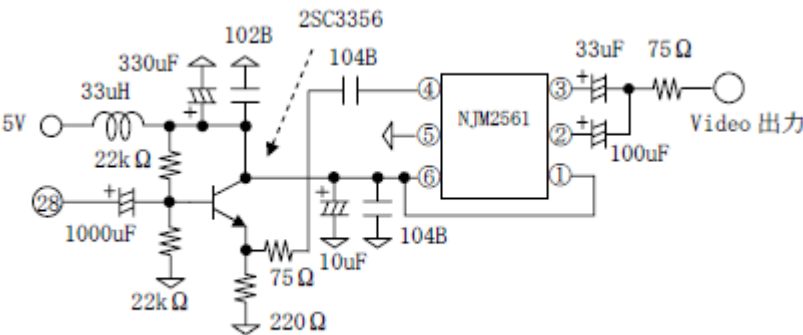 2SC3356
102B
330uF
33uH
5V
22kΩ
28
1000uF
22kΩ
75Ω
220Ω
10uF
104B
104B
④
⑤
⑥
NJM2561
③
②
①
33uF
75Ω
100uF
Video 出力